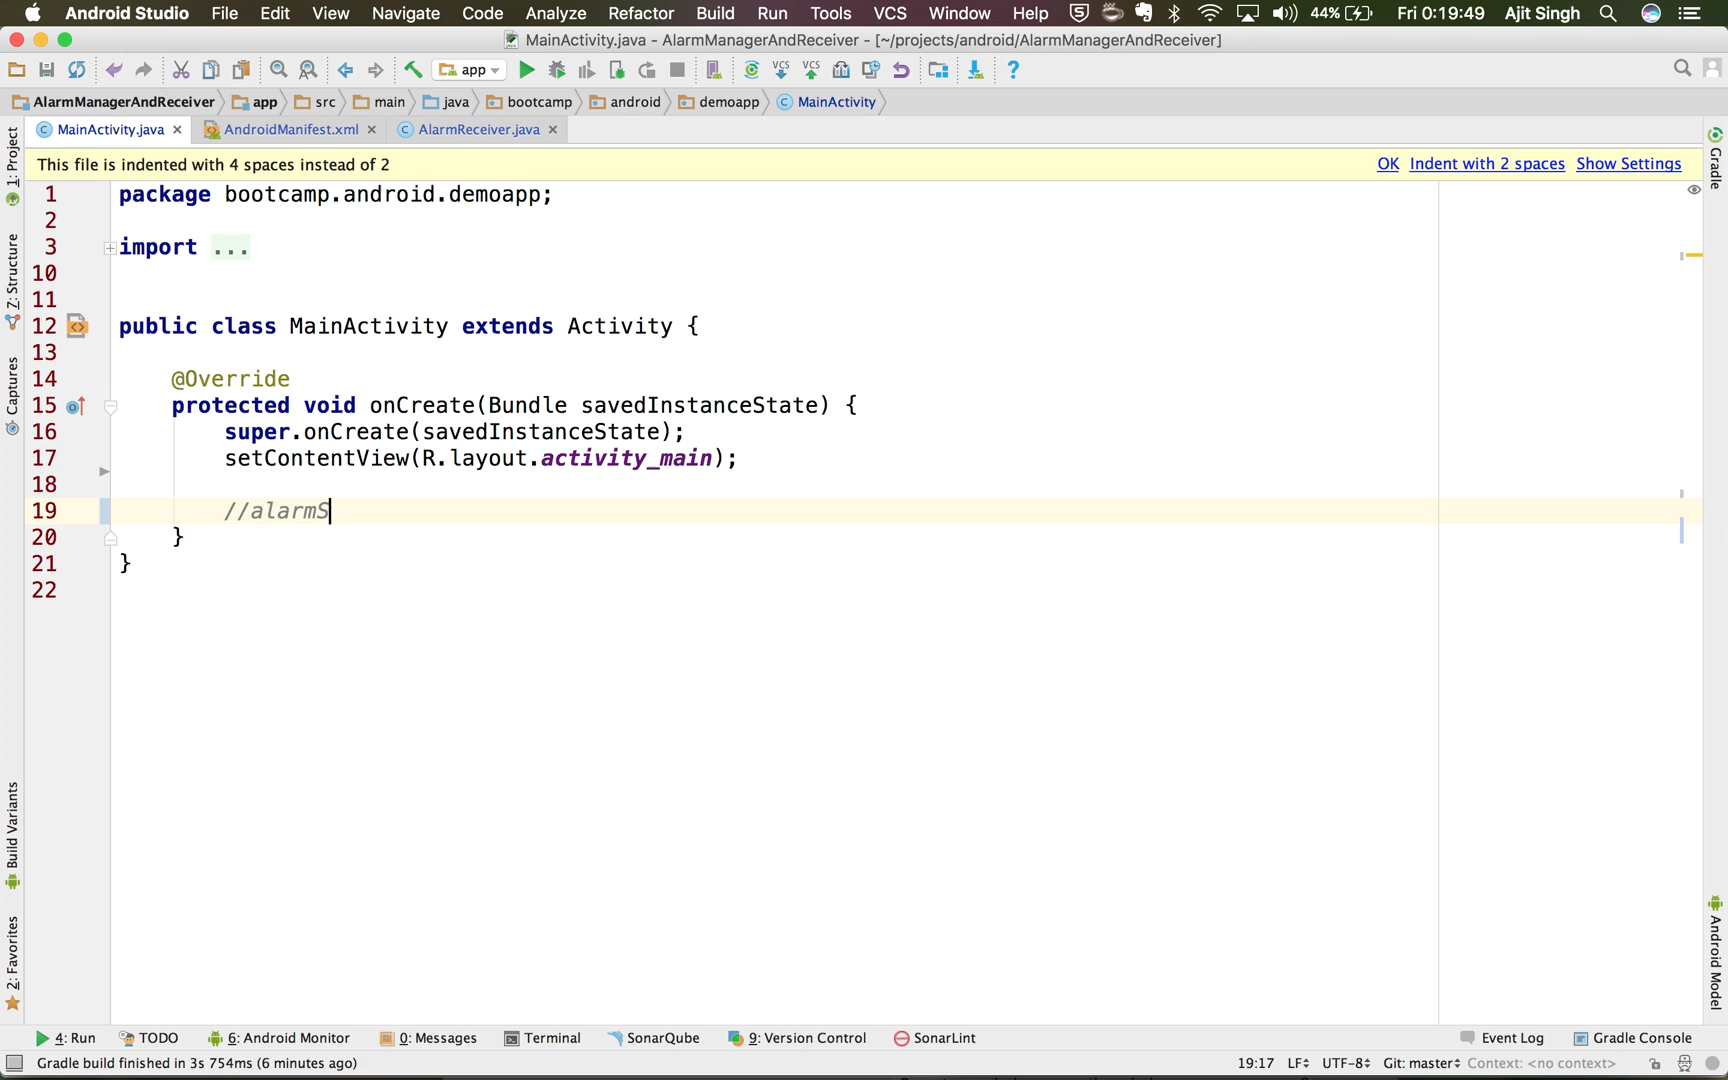 Android Studio File Edit View Navigate Code Analyze Refactor Build Run Tools VCS Window Help 44% Fri 0:19:49 Ajit Singh
MainActivity.java - AlarmManagerAndReceiver - [~/projects/android/AlarmManagerAndReceiver]
app
AlarmManagerAndReceiver app src main java bootcamp android demoapp MainActivity
MainActivity.java AndroidManifest.xml AlarmReceiver.java
This file is indented with 4 spaces instead of 2 OK Indent with 2 spaces Show Settings
1 package bootcamp.android.demoapp;
2
3 import ...
10
11
12 public class MainActivity extends Activity {
13
14 @Override
15 protected void onCreate(Bundle savedInstanceState) {
16 super.onCreate(savedInstanceState);
17 setContentView(R.layout.activity_main);
18
19 //alarmS
20 }
21 }
22
1: Project
Z: Structure
Captures
Build Variants
2: Favorites
Gradle
Android Model
4: Run TODO 6: Android Monitor 0: Messages Terminal SonarQube 9: Version Control SonarLint Event Log Gradle Console
Gradle build finished in 3s 754ms (6 minutes ago) 19:17 LF UTF-8 Git: master Context: <no context>